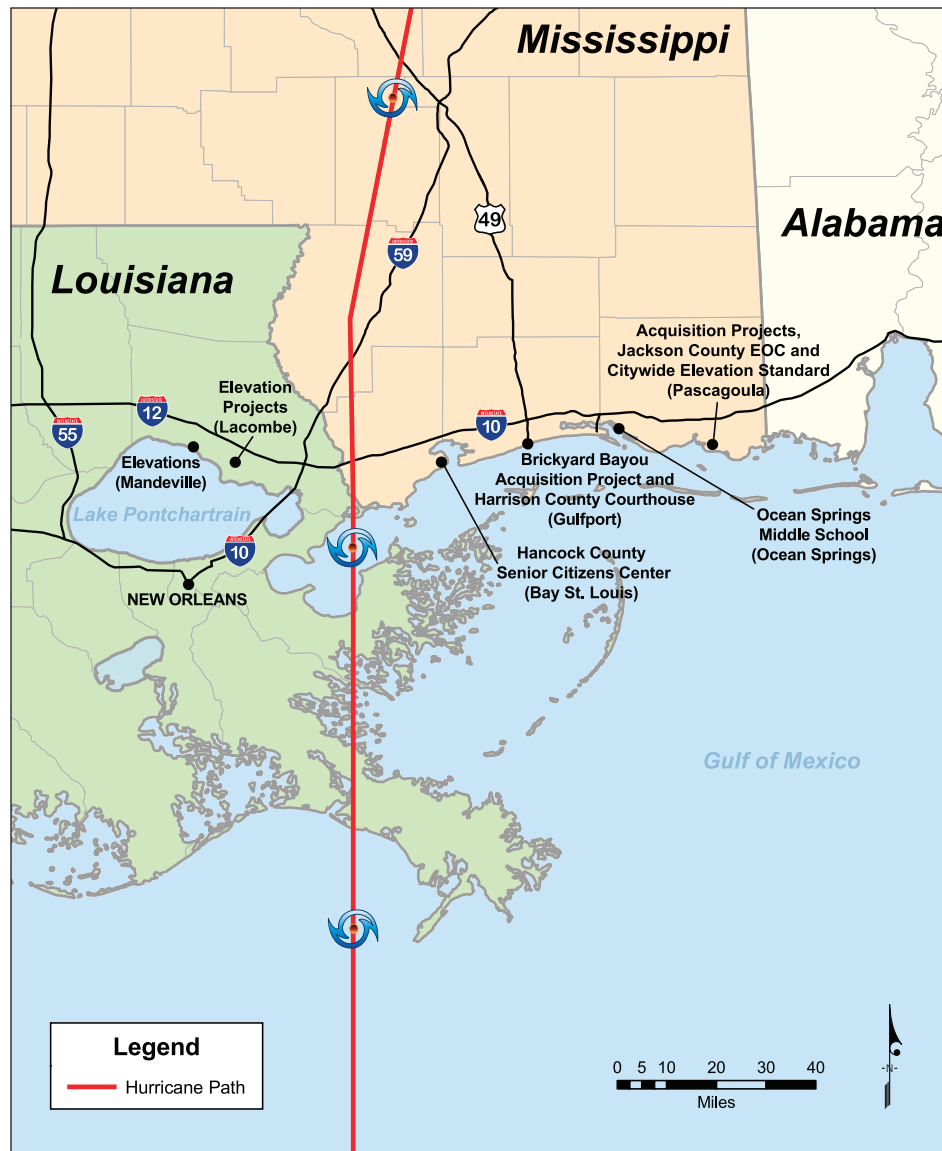 Mississippi
49
Alabama
59
Louisiana
Acquisition Projects,
Jackson County EOC and
Citywide Elevation Standard
(Pascagoula)
Elevation
Projects
(Lacombe)
12
55
10
Elevations
(Mandeville)
Brickyard Bayou
Acquisition Project and
Harrison County Courthouse
(Gulfport)
Lake Pontchartrain
Ocean Springs
Middle School
(Ocean Springs)
10
Hancock County
Senior Citizens Center
(Bay St. Louis)
NEW ORLEANS
Gulf of Mexico
Legend
Hurricane Path
0 5 10 20 30 40
Miles
-N-